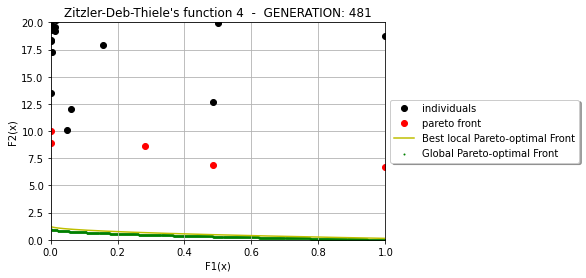 Zitzler-Deb-Thiele's function 4 - GENERATION: 481
20.0
17.5
15.0
12.5
10.0
7.5
5.0
2.5
0.0
F2(x)
0.0 0.2 0.4 0.6 0.8 1.0
F1(x)
individuals
pareto front
Best local Pareto-optimal Front
Global Pareto-optimal Front